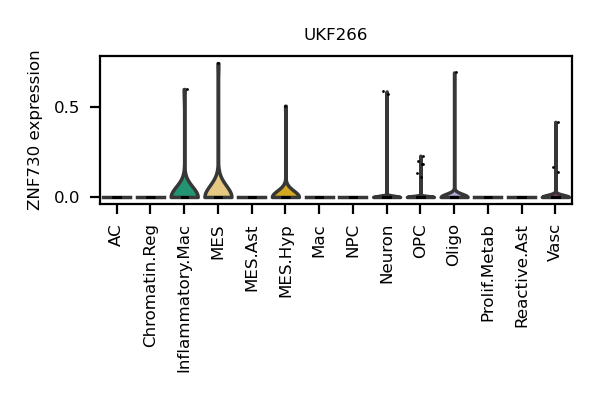 UKF266
ZNF730 expression
0.5
0.0
AC
Chromatin.Reg
Inflammatory.Mac
MES
MES.Ast
MES.Hyp
Mac
NPC
Neuron
OPC
Oligo
Prolif.Metab
Reactive.Ast
Vasc